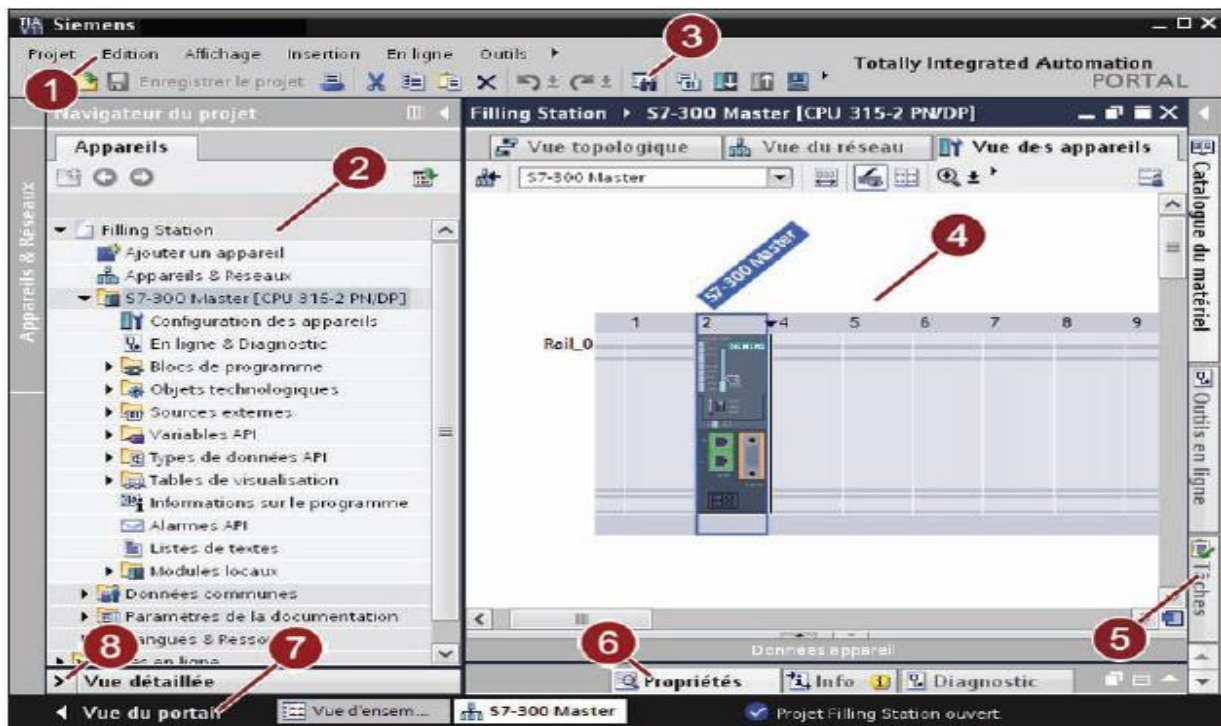 Siemens
Projet Edition Affichage Insertion En ligne Outils
Totally Integrated Automation
PORTAL
Enregistrer le projet
1
3
Navigateur du projet
Appareils
2
Appareils & Réseaux
Filling Station
Ajouter un appareil
Appareils & Réseaux
S7-300 Master [CPU 315-2 PN/DP]
Configuration des appareils
En ligne & Diagnostic
Blocs de programme
Objets technologiques
Sources externes
Variables API
Types de données API
Tables de visualisation
Informations sur le programme
Alarmes API
Listes de textes
Modules locaux
Données communes
Paramètres de la documentation
en ligne
8
7
Vue détaillée
Filling Station S7-300 Master [CPU 315-2 PN/DP]
Vue topologique Vue du réseau Vue des appareils
S7-300 Master
4
S7-300 Master
1 2 4 5 6 7 8 9
Rail_0
SIEMENS
Données appareil
6
Propriétés Info Diagnostic
Catalogue du matériel
Outils en ligne
Tâches
5
Vue du portail Vue d'ensem... S7-300 Master Projet Filling Station ouvert.